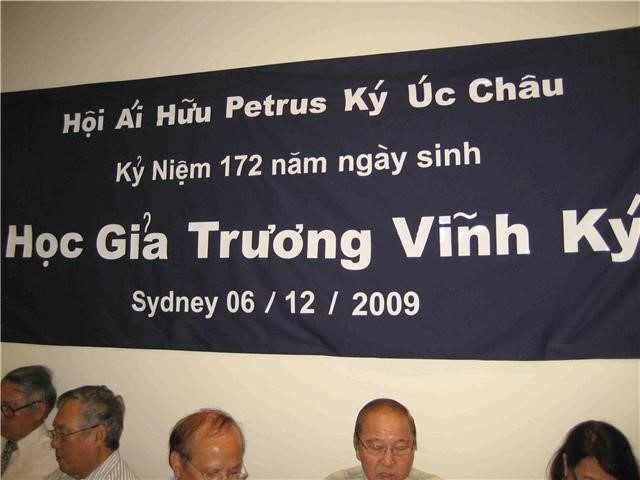 Hội Ái Hữu Petrus Ký Úc Châu
Kỷ Niệm 172 năm ngày sinh
Học Giả Trương Vĩnh Ký
Sydney 06 / 12 / 2009